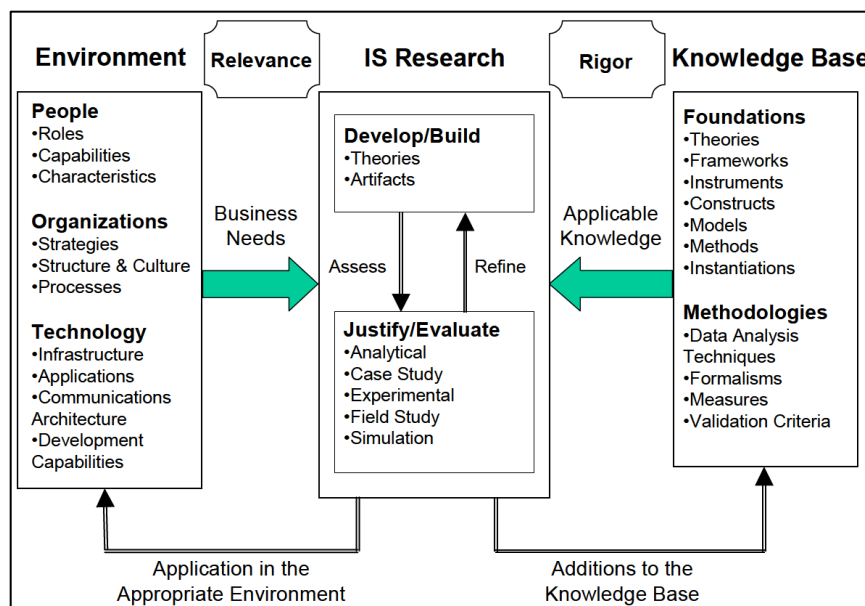 Environment
Relevance
IS Research
Rigor
Knowledge Base
People
•Roles
•Capabilities
•Characteristics
Organizations
•Strategies
•Structure & Culture
•Processes
Technology
•Infrastructure
•Applications
•Communications
Architecture
•Development
Capabilities
Business
Needs
Develop/Build
•Theories
•Artifacts
Assess
Refine
Justify/Evaluate
•Analytical
•Case Study
•Experimental
•Field Study
•Simulation
Applicable
Knowledge
Foundations
•Theories
•Frameworks
•Instruments
•Constructs
•Models
•Methods
•Instantiations
Methodologies
•Data Analysis
Techniques
•Formalisms
•Measures
•Validation Criteria
Application in the
Appropriate Environment
Additions to the
Knowledge Base